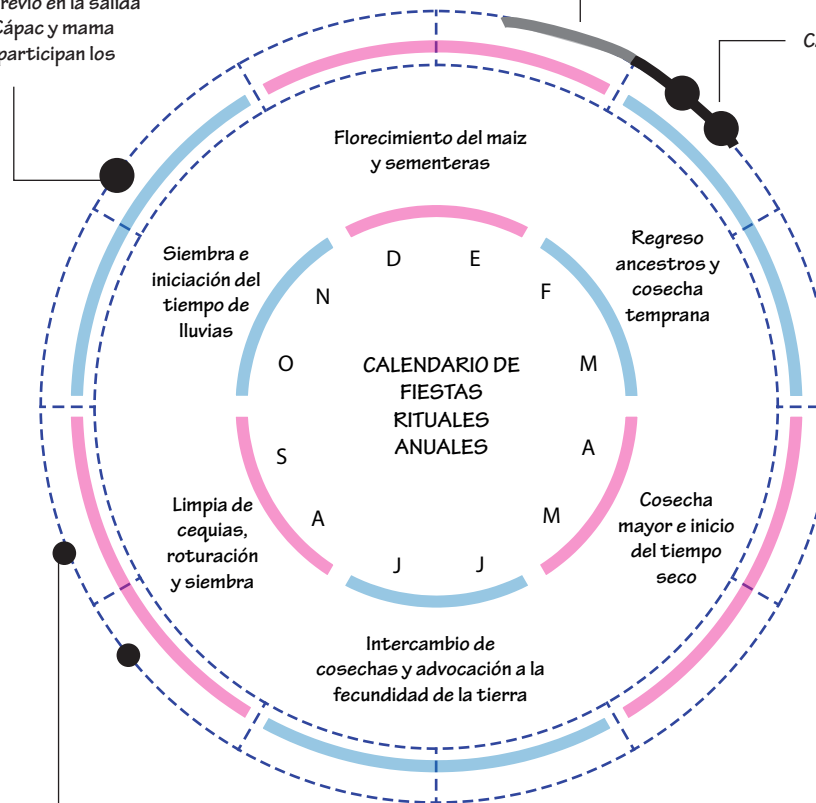 revio en la salida
Cápac y mama
participan los
C
Florecimiento del maiz
y sementeras
Siembra e
iniciación del
tiempo de
lluvias
Regreso
ancestros y
cosecha
temprana
D
E
N
F
O
M
CALENDARIO DE
FIESTAS
RITUALES
ANUALES
S
A
A
M
J
J
Limpia de
cequias,
roturación
y siembra
Cosecha
mayor e inicio
del tiempo
seco
Intercambio de
cosechas y advocación a la
fecundidad de la tierra